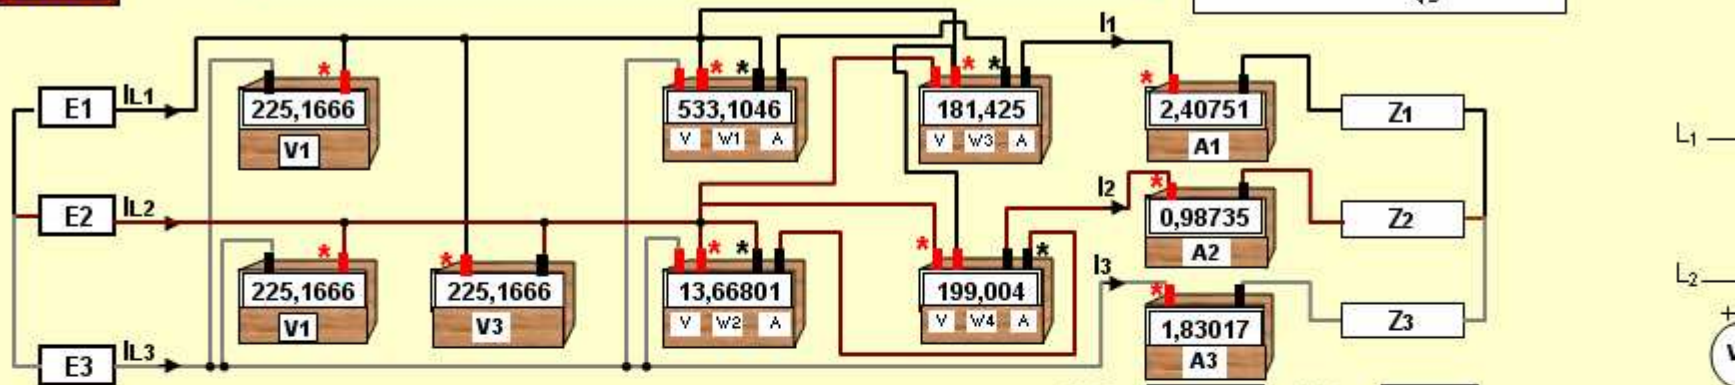 I1
E1 IL1
225,1666
V1
*
533,1046
V W1 A
* *
181,425
V W3 A
* *
2,40751
A1
*
Z1
L1
E2 IL2
225,1666
V1
*
225,1666
V3
*
13,66801
V W2 A
* *
199,004
V W4 A
* *
I2
0,98735
A2
*
Z2
L2
E3 IL3
I3
1,83017
A3
*
Z3
+
V